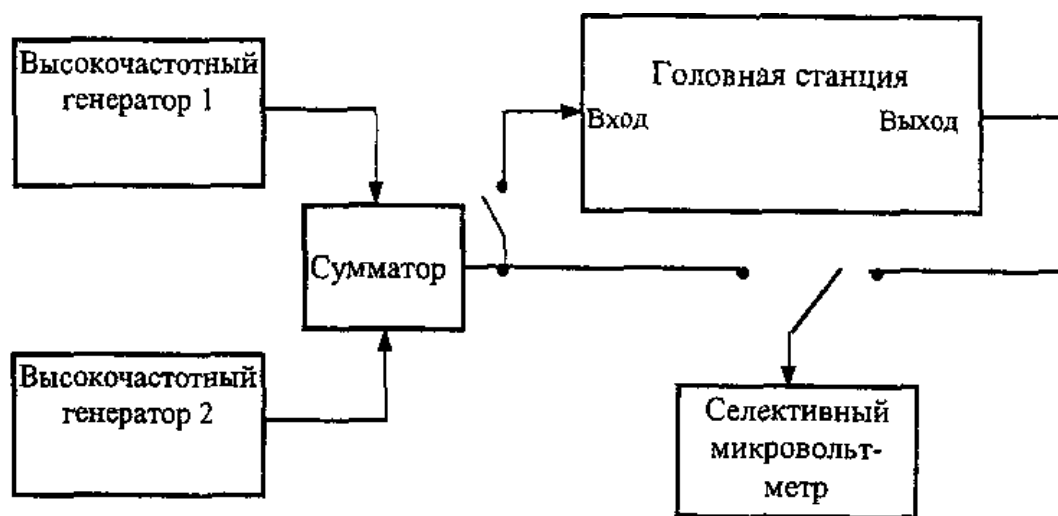 Высокочастотный
генератор 1
Головная станция
Вход
Выход
Сумматор
Высокочастотный
генератор 2
Селективный
микровольт-
метр